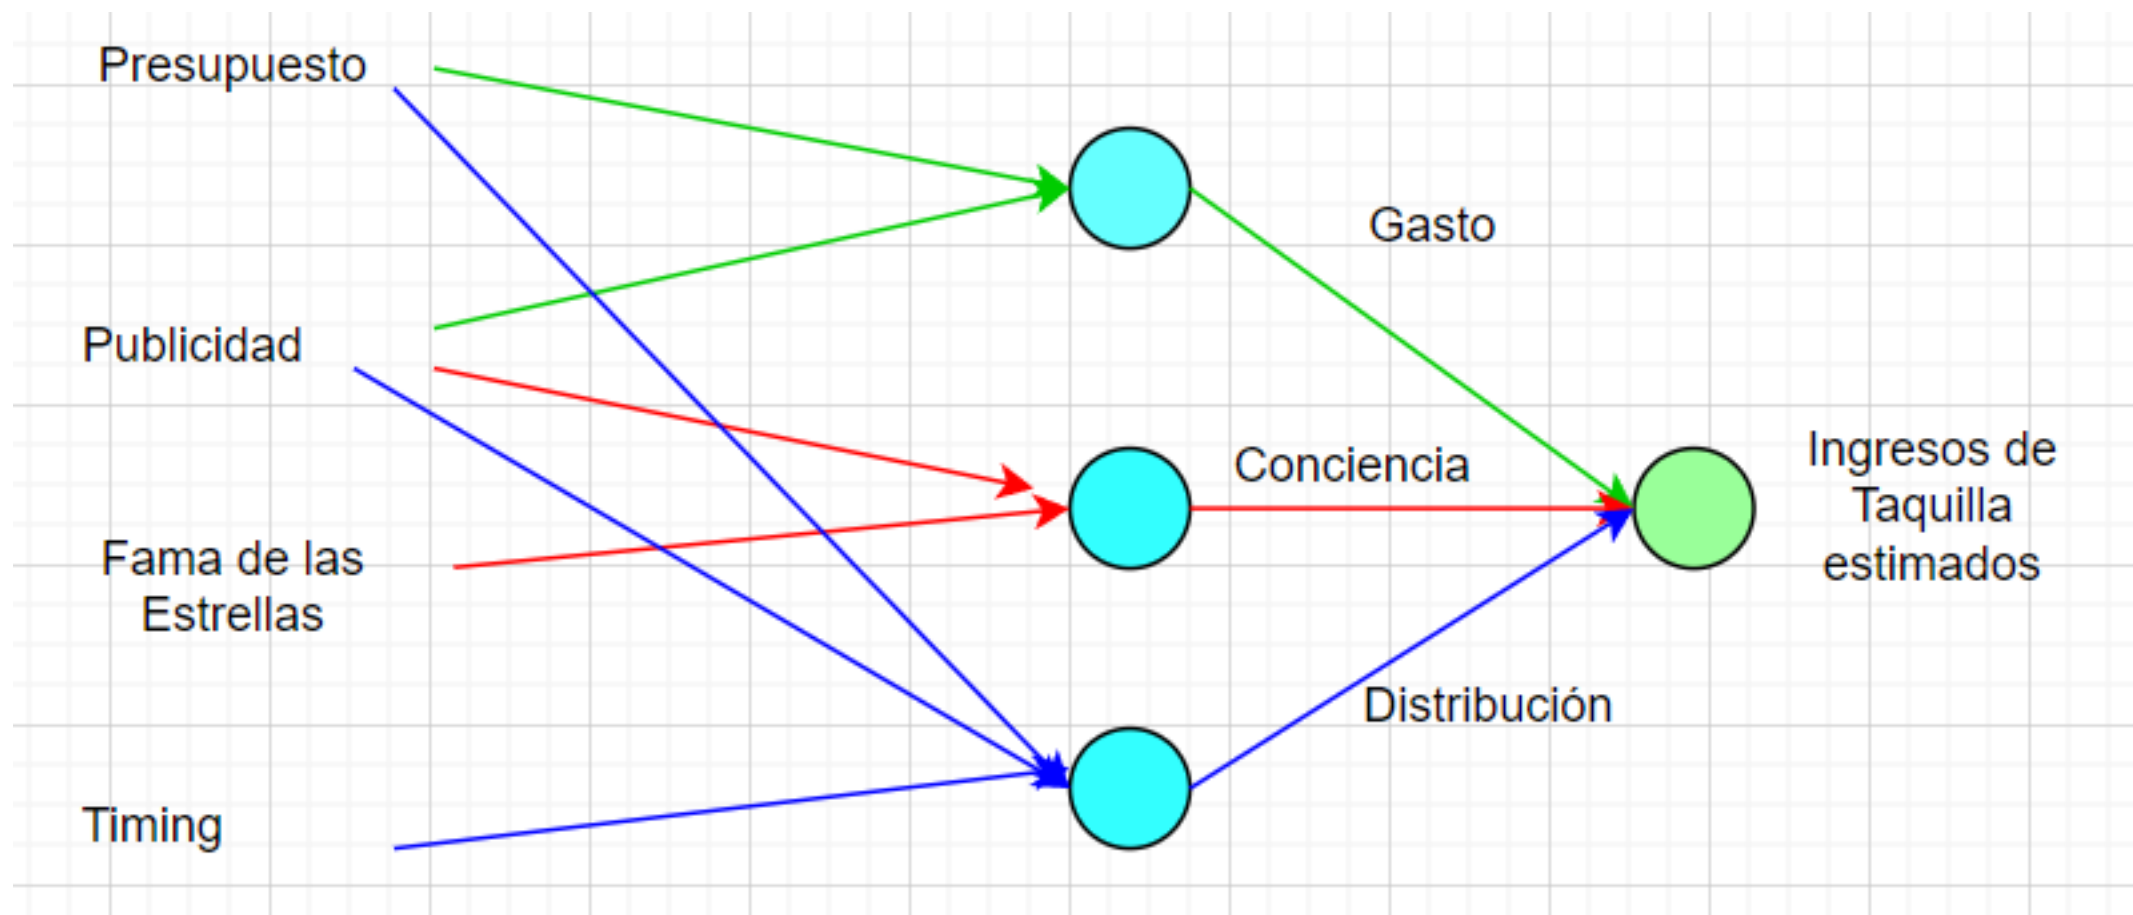 Presupuesto
Gasto
Publicidad
Conciencia
Ingresos de
Taquilla
estimados
Fama de las
Estrellas
Distribución
Timing